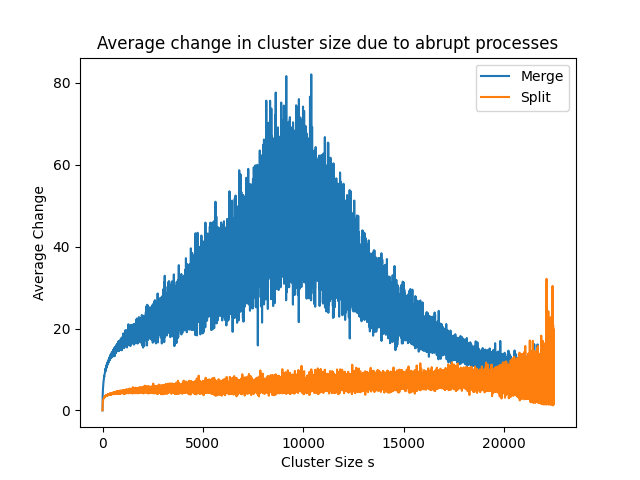 Average change in cluster size due to abrupt processes
Merge
Split
80
60
40
20
0
Average Change
0 5000 10000 15000 20000
Cluster Size s